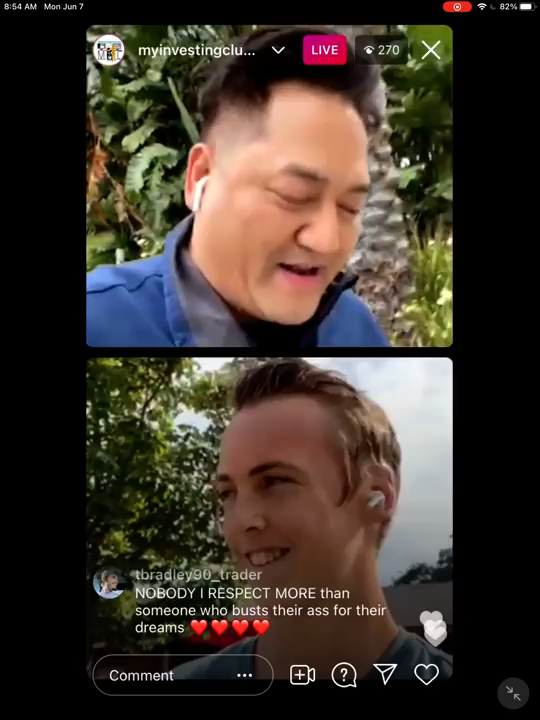 8:54 AM Mon Jun 7
82%
myinvestingclu...
LIVE
270
tbradley90_trader
NOBODY I RESPECT MORE than
someone who busts their ass for their
dreams ❤️❤️❤️❤️
Comment